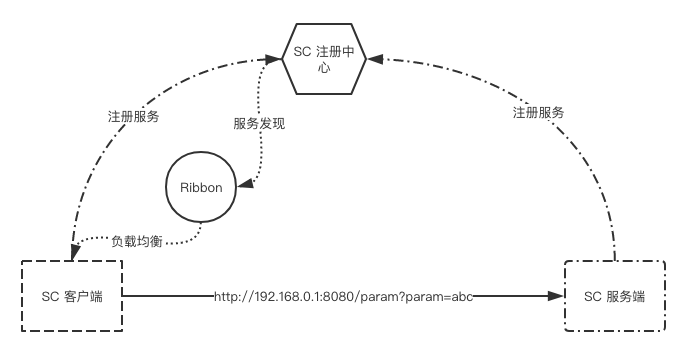 SC 注册中
心
注册服务
注册服务
服务发现
Ribbon
负载均衡
SC 客户端
http://192.168.0.1:8080/param?param=abc
SC 服务端